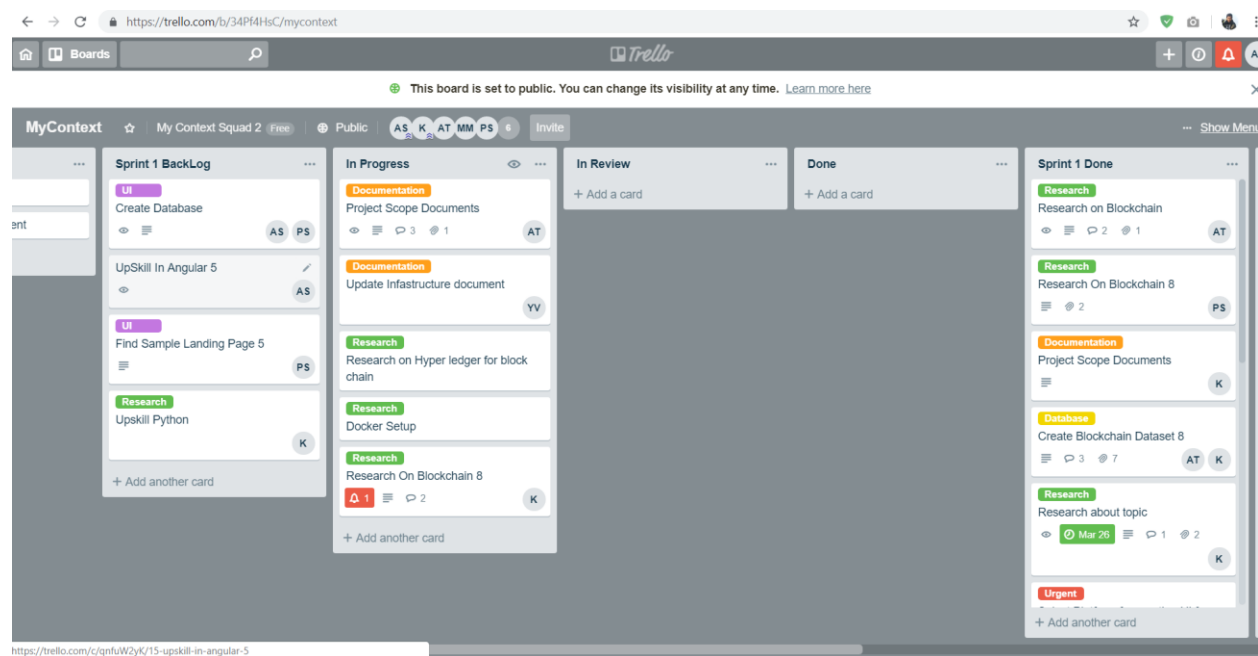 https://trello.com/b/34Pf4HsC/mycontext
Boards
Trello
This board is set to public. You can change its visibility at any time. Learn more here
MyContext
My Context Squad 2 Free
Public
AS K AT MM PS 6
Invite
... Show Menu
ent
Sprint 1 BackLog
UI
Create Database
AS PS
UpSkill In Angular 5
AS
UI
Find Sample Landing Page 5
PS
Research
Upskill Python
K
+ Add another card
In Progress
Documentation
Project Scope Documents
3 1
AT
Documentation
Update Infastructure document
YV
Research
Research on Hyper ledger for block
chain
Research
Docker Setup
Research
Research On Blockchain 8
1 2
K
+ Add another card
In Review
+ Add a card
Done
+ Add a card
Sprint 1 Done
Research
Research on Blockchain
2 1
AT
Research
Research On Blockchain 8
2
PS
Documentation
Project Scope Documents
K
Database
Create Blockchain Dataset 8
3 7
AT K
Research
Research about topic
Mar 26 1 2
K
Urgent
+ Add another card
https://trello.com/c/qnfuW2yK/15-upskill-in-angular-5